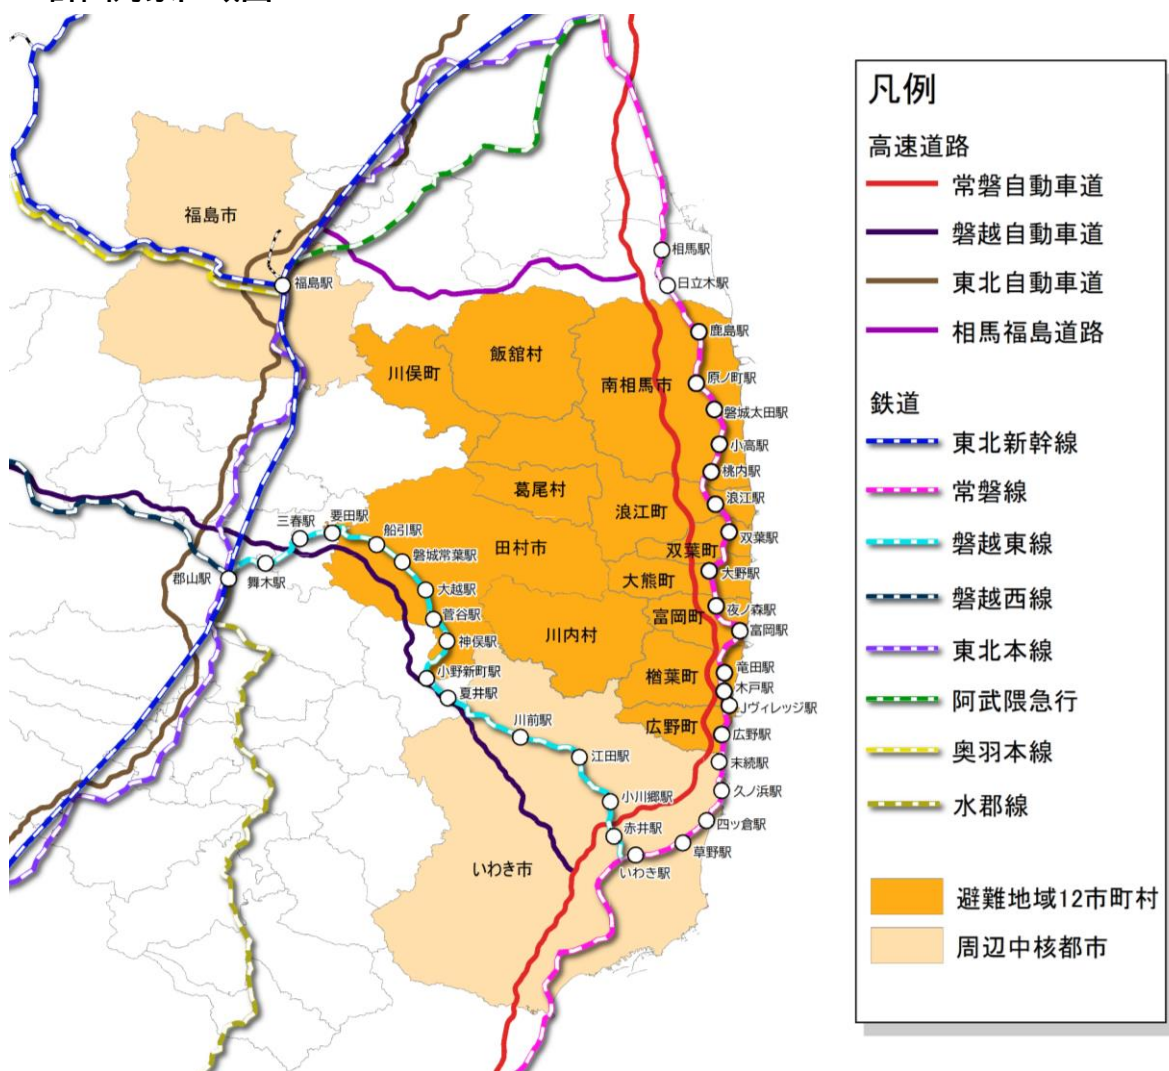 福島市
福島駅
相馬駅
日立木駅
鹿島駅
飯舘村
川俣町
南相馬市
原ノ町駅
磐城太田駅
小高駅
桃内駅
葛尾村
浪江駅
浪江町
三春駅
要田駅
船引駅
双葉駅
田村市
双葉町
磐城常葉駅
郡山駅
舞木駅
大野駅
大熊町
大越駅
夜ノ森駅
菅谷駅
富岡町
富岡駅
川内村
神俣駅
竜田駅
小野新町駅
楢葉町
木戸駅
夏井駅
Jヴィレッジ駅
川前駅
広野町
広野駅
江田駅
末続駅
久ノ浜駅
小川郷駅
四ッ倉駅
赤井駅
草野駅
いわき市
いわき駅
凡例
高速道路
常磐自動車道
磐越自動車道
東北自動車道
相馬福島道路
鉄道
東北新幹線
常磐線
磐越東線
磐越西線
東北本線
阿武隈急行
奥羽本線
水郡線
避難地域12市町村
周辺中核都市